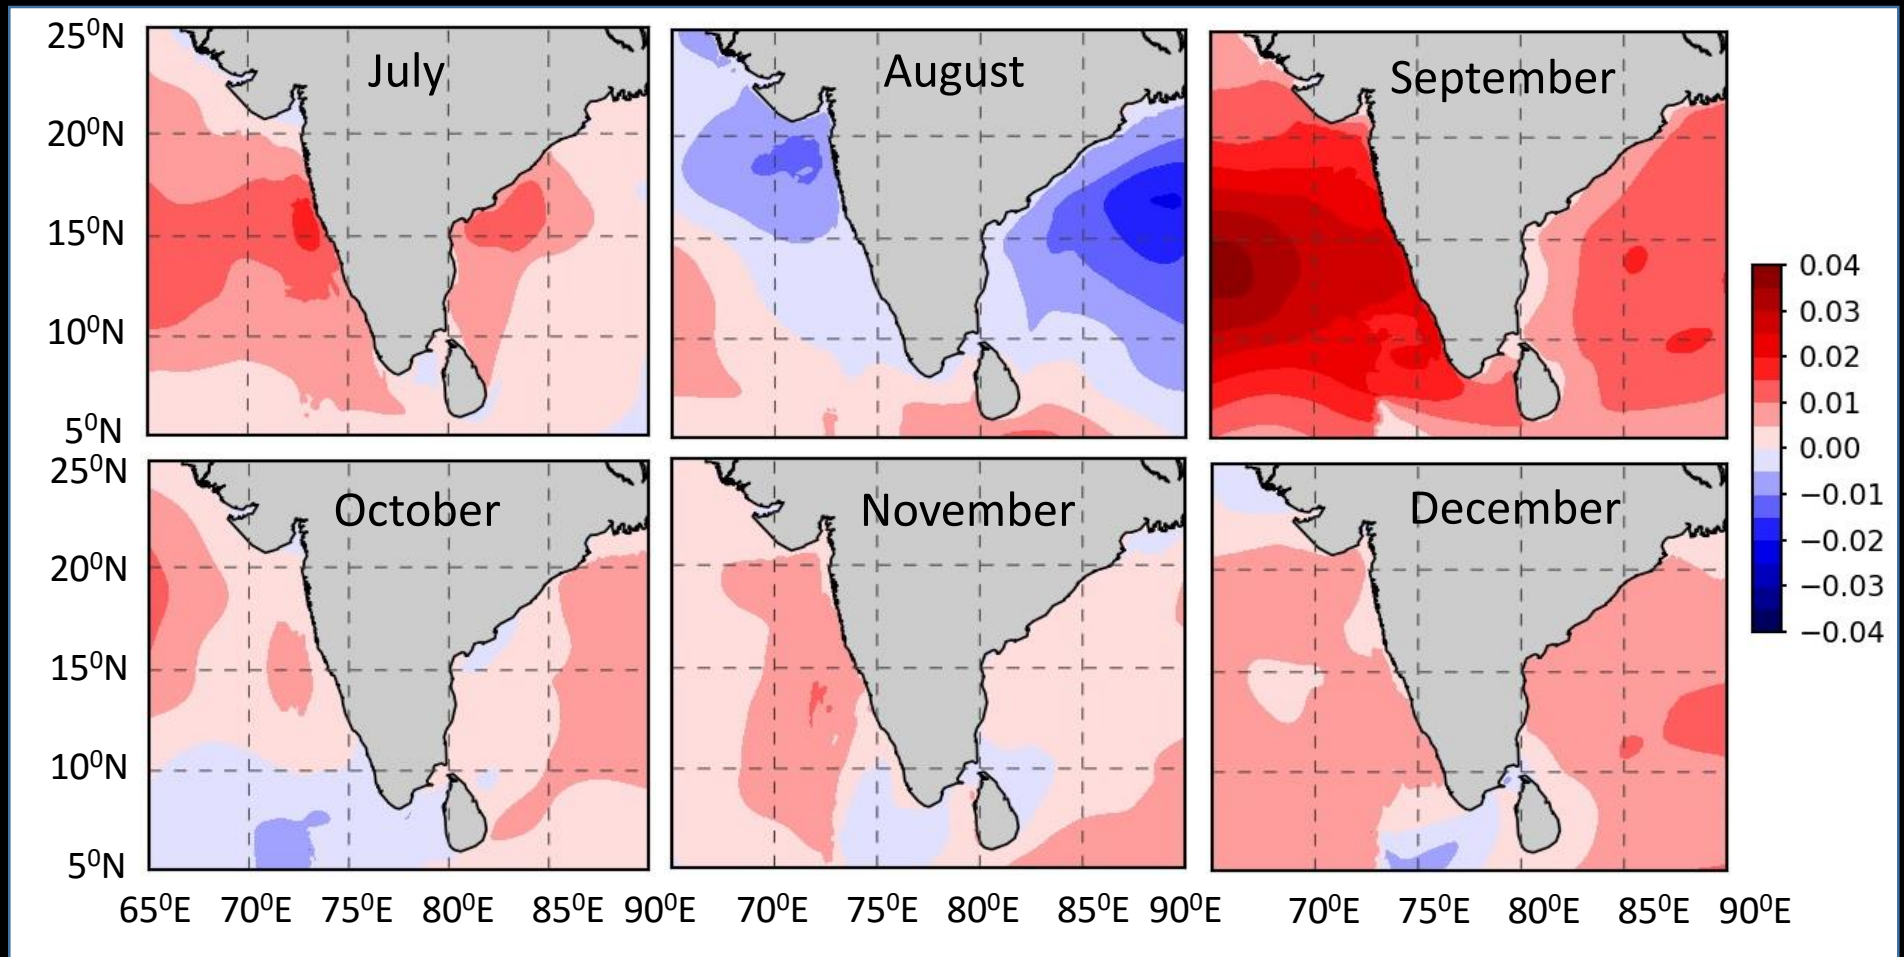 25⁰N
20⁰N
15⁰N
10⁰N
5⁰N
July
August
September
25⁰N
20⁰N
15⁰N
10⁰N
5⁰N
October
November
December
0.04
0.03
0.02
0.01
0.00
−0.01
−0.02
−0.03
−0.04
65⁰E 70⁰E 75⁰E 80⁰E 85⁰E 90⁰E 70⁰E 75⁰E 80⁰E 85⁰E 90⁰E 70⁰E 75⁰E 80⁰E 85⁰E 90⁰E